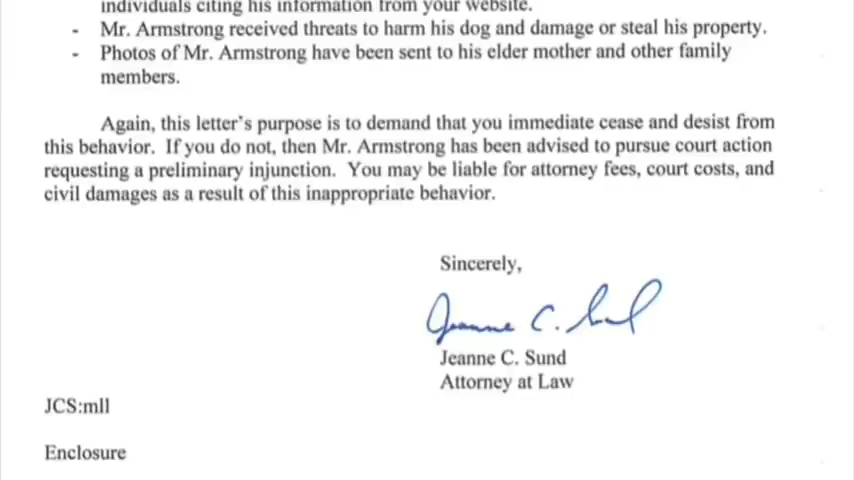 individuals citing his information from your website.
- Mr. Armstrong received threats to harm his dog and damage or steal his property.
- Photos of Mr. Armstrong have been sent to his elder mother and other family
members.
Again, this letter's purpose is to demand that you immediate cease and desist from
this behavior. If you do not, then Mr. Armstrong has been advised to pursue court action
requesting a preliminary injunction. You may be liable for attorney fees, court costs, and
civil damages as a result of this inappropriate behavior.
Sincerely,
Jeanne C. Sund
Jeanne C. Sund
Attorney at Law
JCS:mll
Enclosure